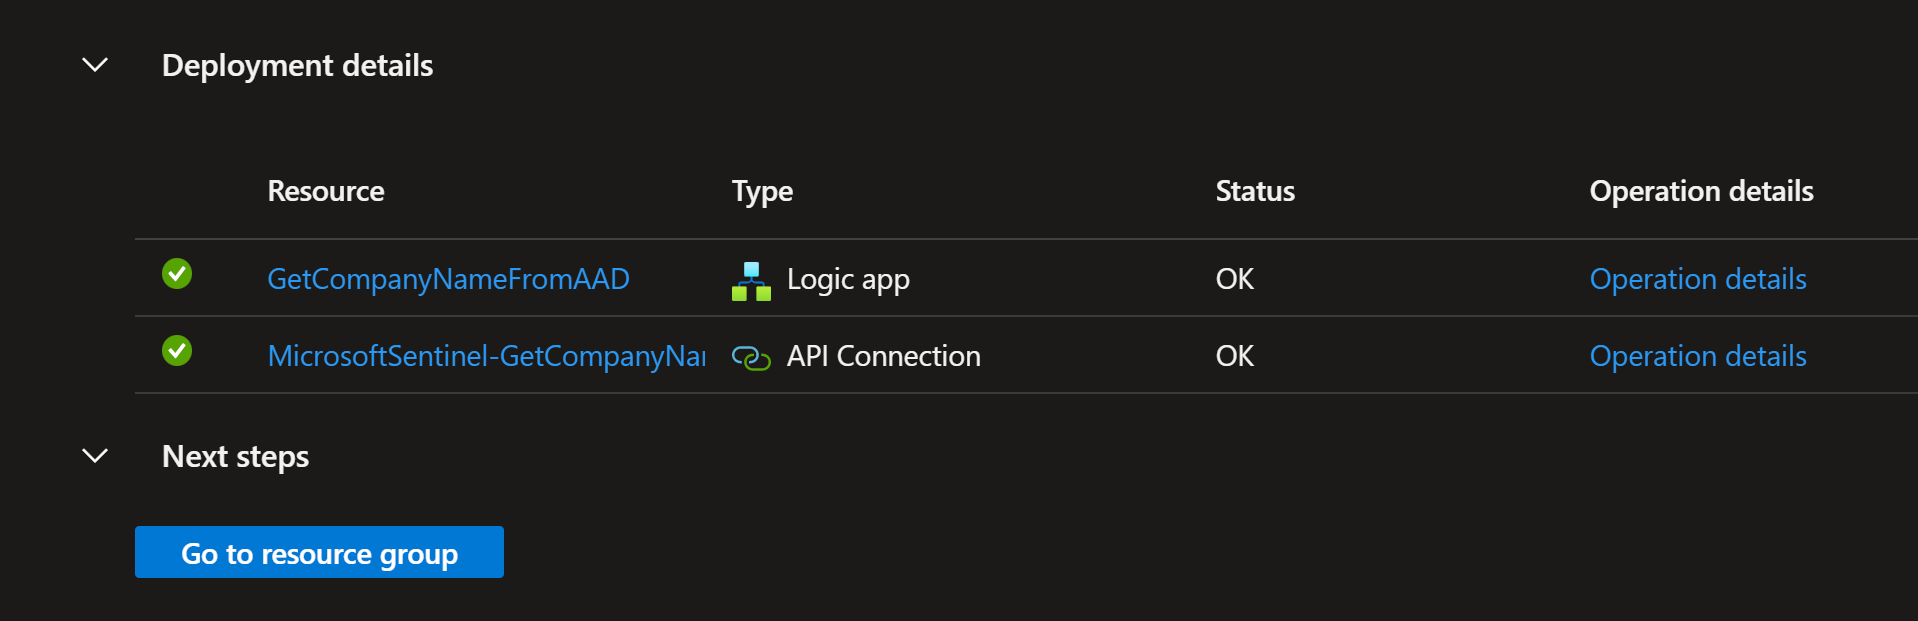 Deployment details
Resource Type Status Operation details
GetCompanyNameFromAAD Logic app OK Operation details
MicrosoftSentinel-GetCompanyNa API Connection OK Operation details
Next steps
Go to resource group